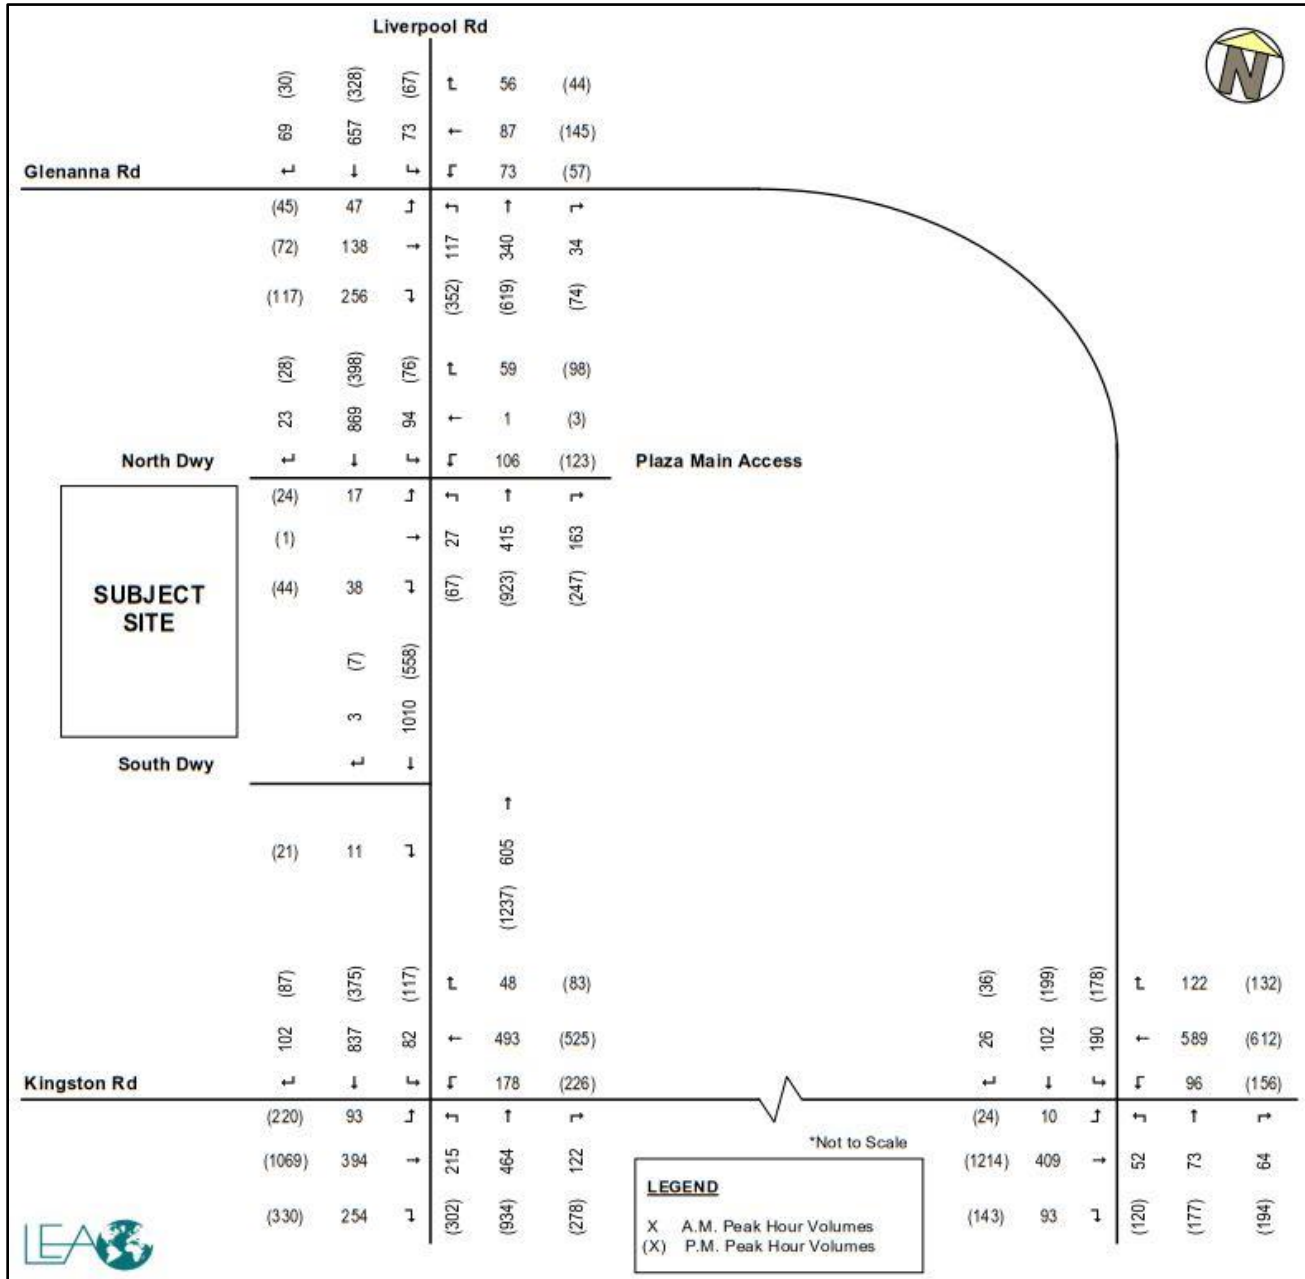 Liverpool Rd
N
(30) (328) (67) ↰ 56 (44)
69 657 73 ← 87 (145)
Glenanna Rd ↵ ↓ ↳ ↓ 73 (57)
(45) 47 ↑ ↰ ↑ ↱
(72) 138 → 117 340 34
(117) 256 ↴ (352) (619) (74)
(28) (398) (76) ↰ 59 (98)
23 869 94 ← 1 (3)
North Dwy ↵ ↓ ↳ ↓ 106 (123) Plaza Main Access
(24) 17 ↑ ↰ ↑ ↱
(1) → 27 415 163
SUBJECT
SITE
(44) 38 ↴ (67) (923) (247)
(7) (558)
3 1010
South Dwy ↵ ↓
↑
(21) 11 ↴ 605
(1237)
(87) (375) (117) ↰ 48 (83) (36) (199) (178) ↰ 122 (132)
102 837 82 ← 493 (525) 26 102 190 ← 589 (612)
Kingston Rd ↵ ↓ ↳ ↓ 178 (226) ↵ ↓ ↳ ↓ 96 (156)
(220) 93 ↑ ↰ ↑ ↱ (24) 10 ↑ ↰ ↑ ↱
*Not to Scale
(1069) 394 → 215 464 122 (1214) 409 → 52 73 64
(330) 254 ↴ (302) (934) (278) (143) 93 ↴ (120) (177) (194)
LEGEND
X A.M. Peak Hour Volumes
(X) P.M. Peak Hour Volumes
LEA